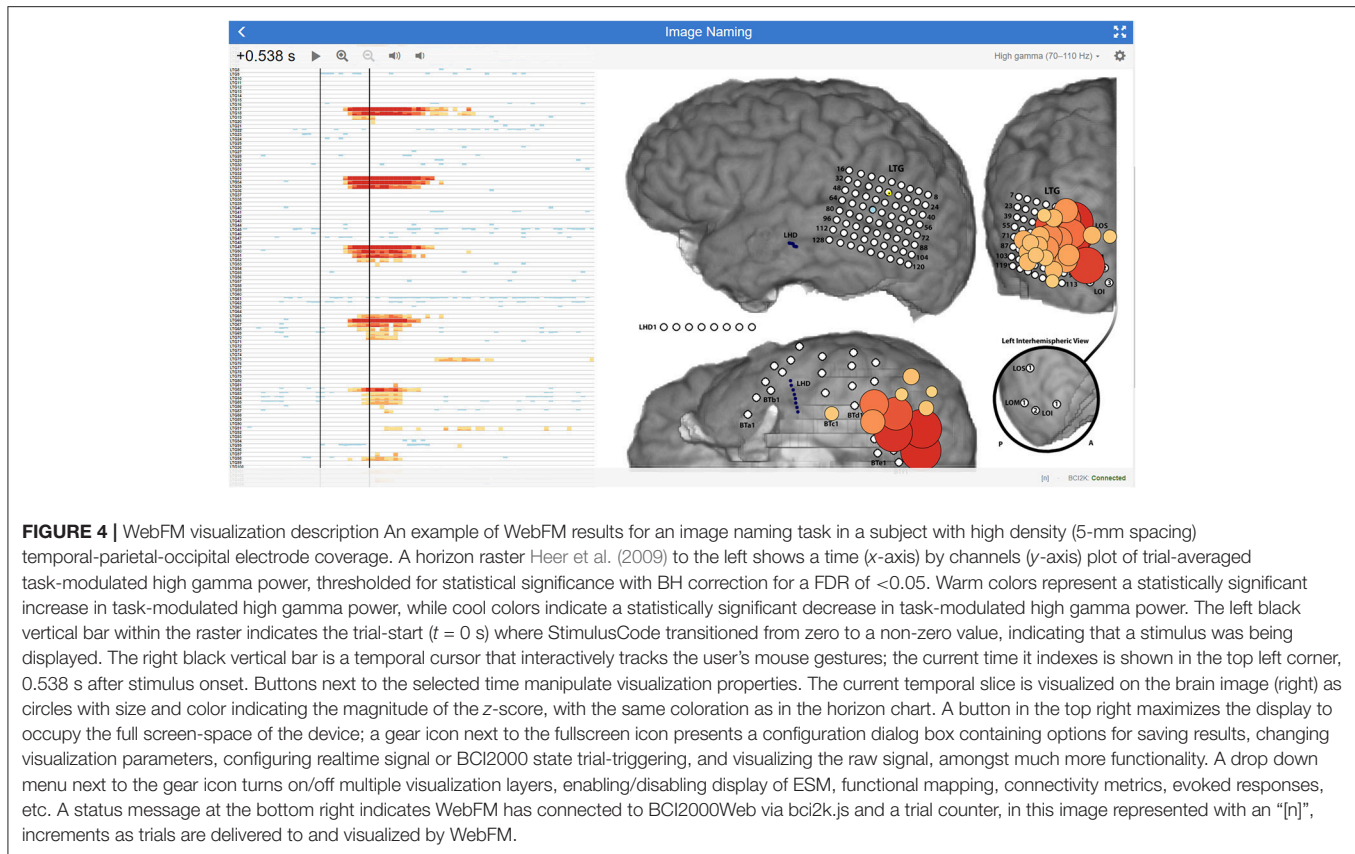 Image Naming
+0.538 s
High gamma (70–110 Hz)
LTG
16
32
48
64
80
96
112
128
8
24
40
56
72
88
104
120
LHD
LHD1
7
LTG
23
39
55
71
87
103
119
LOS
113
3
LOI
LHD
BTb1
BTa1
BTc1
BTd1
BTe1
Left Interhemispheric View
LOS 1
LOM 1
2 LOI
1
P
A
[n]
BCI2K: Connected
FIGURE 4 | WebFM visualization description An example of WebFM results for an image naming task in a subject with high density (5-mm spacing)
temporal-parietal-occipital electrode coverage. A horizon raster Heer et al. (2009) to the left shows a time (x-axis) by channels (y-axis) plot of trial-averaged
task-modulated high gamma power, thresholded for statistical significance with BH correction for a FDR of <0.05. Warm colors represent a statistically significant
increase in task-modulated high gamma power, while cool colors indicate a statistically significant decrease in task-modulated high gamma power. The left black
vertical bar within the raster indicates the trial-start (t = 0 s) where StimulusCode transitioned from zero to a non-zero value, indicating that a stimulus was being
displayed. The right black vertical bar is a temporal cursor that interactively tracks the user's mouse gestures; the current time it indexes is shown in the top left corner,
0.538 s after stimulus onset. Buttons next to the selected time manipulate visualization properties. The current temporal slice is visualized on the brain image (right) as
circles with size and color indicating the magnitude of the z-score, with the same coloration as in the horizon chart. A button in the top right maximizes the display to
occupy the full screen-space of the device; a gear icon next to the fullscreen icon presents a configuration dialog box containing options for saving results, changing
visualization parameters, configuring realtime signal or BCI2000 state trial-triggering, and visualizing the raw signal, amongst much more functionality. A drop down
menu next to the gear icon turns on/off multiple visualization layers, enabling/disabling display of ESM, functional mapping, connectivity metrics, evoked responses,
etc. A status message at the bottom right indicates WebFM has connected to BCI2000Web via bci2k.js and a trial counter, in this image represented with an "[n]",
increments as trials are delivered to and visualized by WebFM.